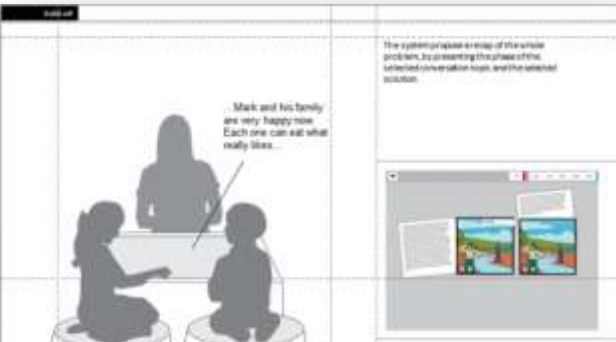 ... Mark and his family
are very happy now.
Each one can eat what
really likes...
The system propose a recap of the whole
problem, by presenting the phase of the
selected conversation topic and the selected
solution.